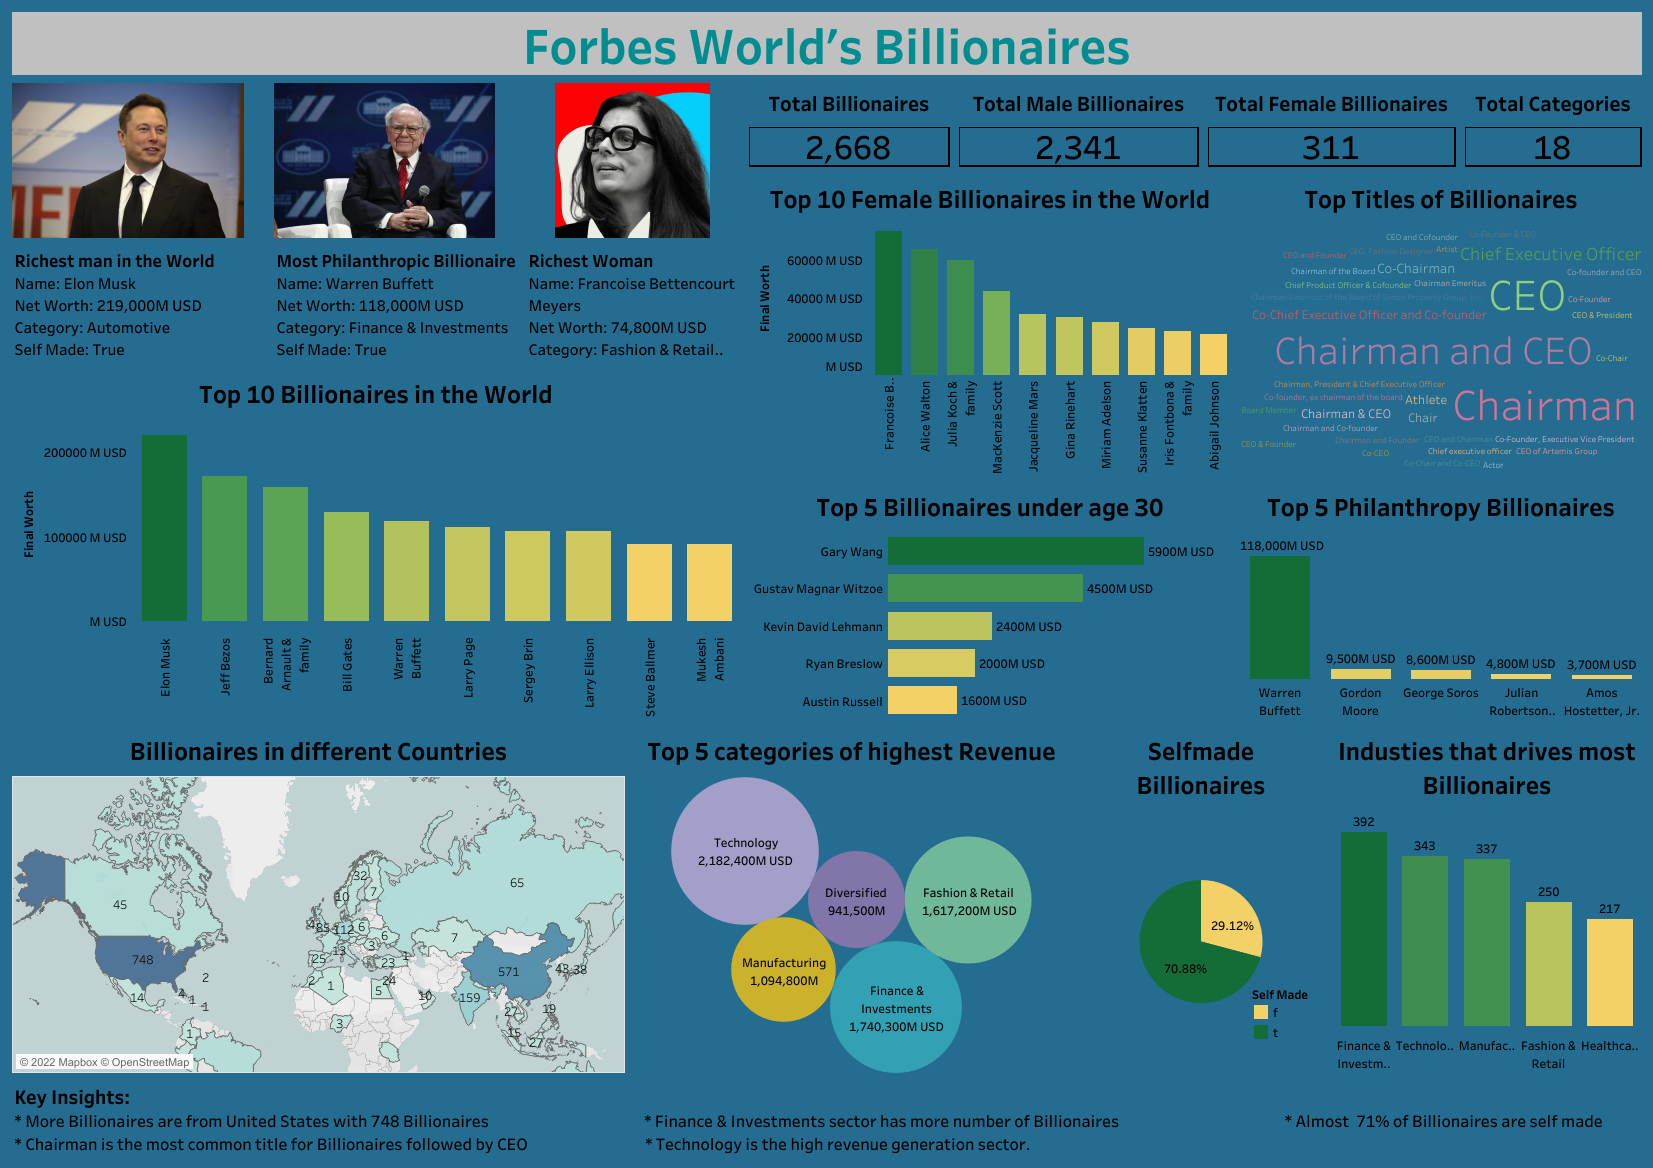 Forbes World's Billionaires
Richest man in the World
Name: Elon Musk
Net Worth: 219,000M USD
Category: Automotive
Self Made: True
Most Philanthropic Billionaire
Name: Warren Buffett
Net Worth: 118,000M USD
Category: Finance & Investments
Self Made: True
Richest Woman
Name: Francoise Bettencourt
Meyers
Net Worth: 74,800M USD
Category: Fashion & Retail..
Total Billionaires
2,668
Total Male Billionaires
2,341
Total Female Billionaires
311
Total Categories
18
Top 10 Female Billionaires in the World
Final Worth
60000 M USD
40000 M USD
20000 M USD
M USD
Francoise B..
Alice Walton
Julia Koch &
family
MacKenzie Scott
Jacqueline Mars
Gina Rinehart
Miriam Adelson
Susanne Klatten
Iris Fontbona &
family
Abigail Johnson
Top Titles of Billionaires
CEO and Cofounder
Co-Founder & CEO
CEO and Founder
CEO, Fashion Designer
Artist
Chief Executive Officer
Chairman of the Board
Co-Chairman
Co-founder and CEO
Chief Product Officer & Cofounder
Chairman Emeritus
Chairman Emeritus of the Board of Simon Property Group, Inc.
CEO
Co-Founder
Co-Chief Executive Officer and Co-founder
CEO & President
Chairman and CEO
Co-Chair
Chairman, President & Chief Executive Officer
Co-founder, ex chairman of the board
Athlete
Chairman
Board Member
Chairman & CEO
Chair
Chairman and Co-founder
CEO & Founder
Chairman and Founder
CEO and Chairman
Co-Founder, Executive Vice President
Co-CEO
Chief executive officer
CEO of Artemis Group
Co-Chair and Co-CEO
Actor
Top 10 Billionaires in the World
Final Worth
200000 M USD
100000 M USD
M USD
Elon Musk
Jeff Bezos
Bernard
Arnault &
family
Bill Gates
Warren
Buffett
Larry Page
Sergey Brin
Larry Ellison
Steve Ballmer
Mukesh
Ambani
Top 5 Billionaires under age 30
Gary Wang
5900M USD
Gustav Magnar Witzoe
4500M USD
Kevin David Lehmann
2400M USD
Ryan Breslow
2000M USD
Austin Russell
1600M USD
Top 5 Philanthropy Billionaires
118,000M USD
9,500M USD
8,600M USD
4,800M USD
3,700M USD
Warren
Buffett
Gordon
Moore
George Soros
Julian
Robertson..
Amos
Hostetter, Jr.
Billionaires in different Countries
45
748
14
2
4
1
1
1
32
10
7
65
4
85
112
6
6
13
3
7
25
23
1
2
1
5
24
10
3
571
43
38
159
27
19
15
27
© 2022 Mapbox © OpenStreetMap
Top 5 categories of highest Revenue
Technology
2,182,400M USD
Diversified
941,500M
Fashion & Retail
1,617,200M USD
Manufacturing
1,094,800M
Finance &
Investments
1,740,300M USD
Selfmade
Billionaires
29.12%
70.88%
Self Made
f
t
Industies that drives most
Billionaires
392
343
337
250
217
Finance &
Investm..
Technolo..
Manufac..
Fashion &
Retail
Healthca..
Key Insights:
* More Billionaires are from United States with 748 Billionaires
* Chairman is the most common title for Billionaires followed by CEO
* Finance & Investments sector has more number of Billionaires
* Technology is the high revenue generation sector.
* Almost  71% of Billionaires are self made